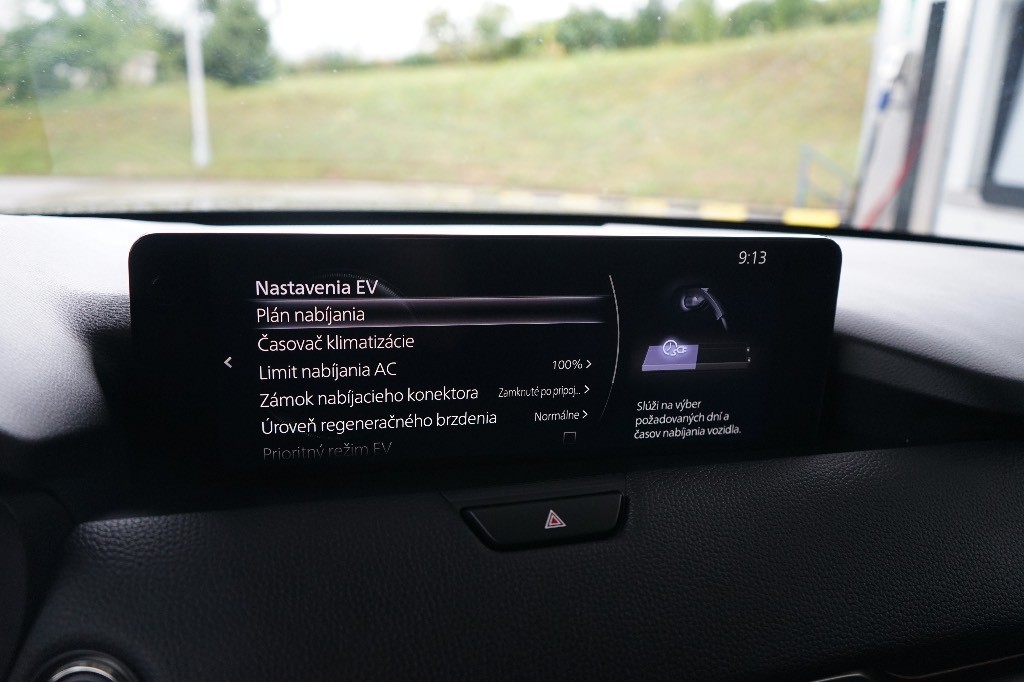 9:13
Nastavenia EV
Plán nabíjania
Časovač klimatizácie
Limit nabíjania AC 100%
Zámok nabíjacieho konektora Zamknuté po pripoj...
Úroveň regeneračného brzdenia Normálne
Prioritný režim EV
Slúži na výber
požadovaných dní a
časov nabíjania vozidla.